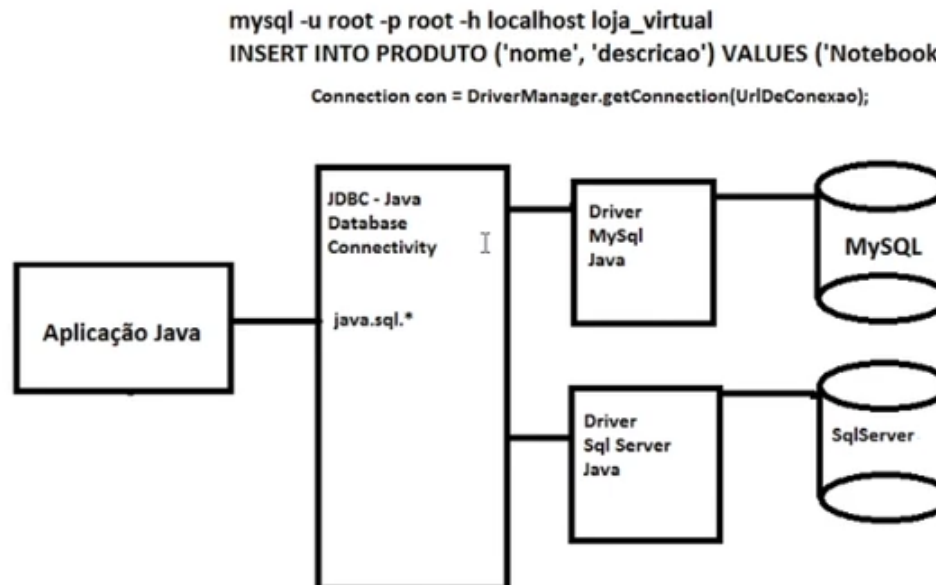 mysql -u root -p root -h localhost loja_virtual
INSERT INTO PRODUTO ('nome', 'descricao') VALUES ('Notebook
Connection con = DriverManager.getConnection(UrlDeConexao);
JDBC - Java
Database
Connectivity
java.sql.*
Aplicação Java
Driver
MySql
Java
MySQL
Driver
Sql Server
Java
SqlServer